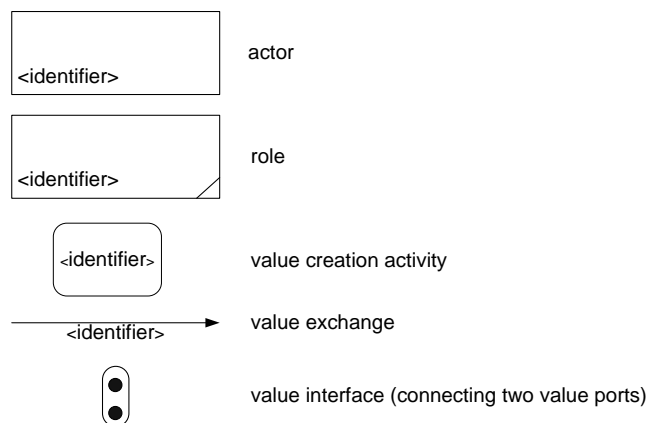 actor
<identifier>
role
<identifier>
<identifier>
value creation activity
value exchange
<identifier>
value interface (connecting two value ports)